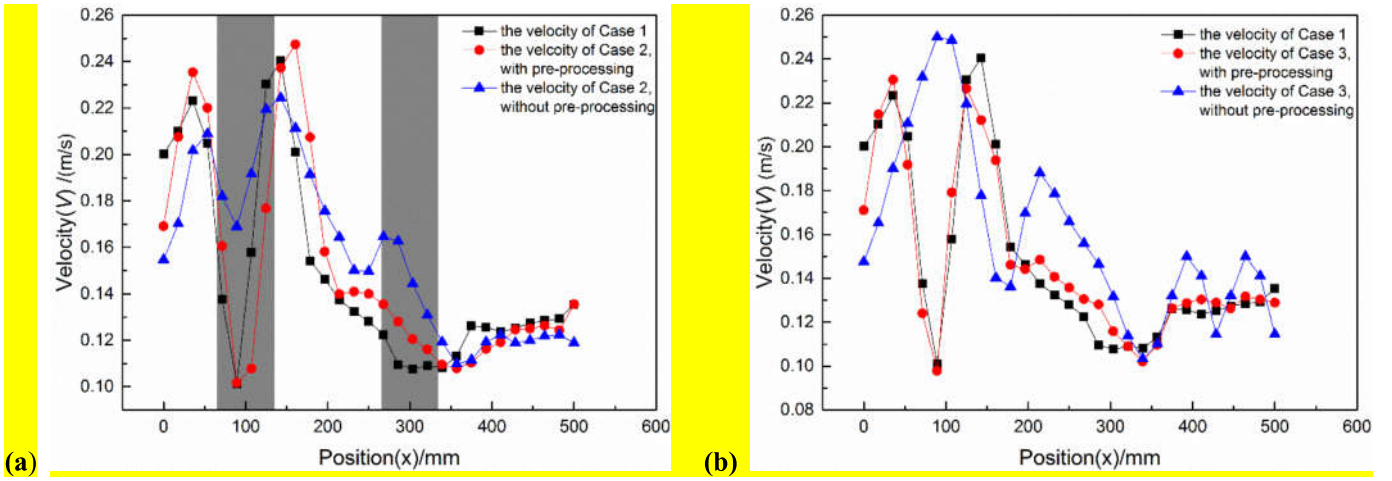 the velocity of Case 1
the velcoity of Case 2,
with pre-processing
the velocity of Case 2,
without pre-processing
0.24
0.22
0.20
0.18
0.16
0.14
0.12
0.10
Velocity(V) /(m/s)
0 100 200 300 400 500 600
Position(x)/mm
(a)
the velocity of Case 1
the velocity of Case 3,
with pre-processing
the velocity of Case 3,
without pre-processing
0.26
0.24
0.22
0.20
0.18
0.16
0.14
0.12
0.10
0.08
Velocity(V) (m/s)
0 100 200 300 400 500 600
Position(x)/mm
(b)